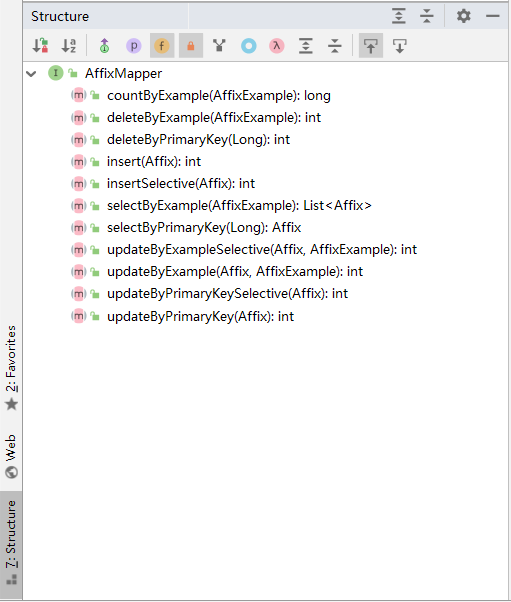 Structure
AffixMapper
countByExample(AffixExample): long
deleteByExample(AffixExample): int
deleteByPrimaryKey(Long): int
insert(Affix): int
insertSelective(Affix): int
selectByExample(AffixExample): List<Affix>
selectByPrimaryKey(Long): Affix
updateByExampleSelective(Affix, AffixExample): int
updateByExample(Affix, AffixExample): int
updateByPrimaryKeySelective(Affix): int
updateByPrimaryKey(Affix): int
2: Favorites
Web
7: Structure